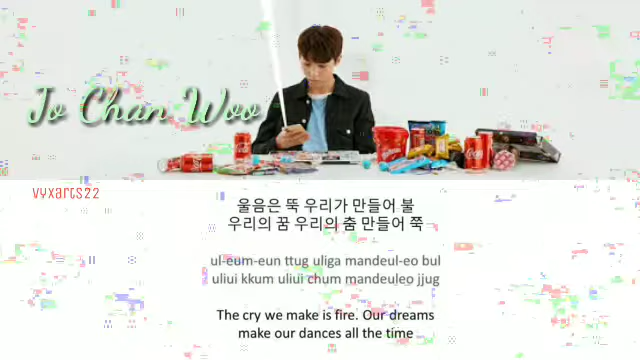 Jo Chan Woo
vyxarts22
울음은 뚝 우리가 만들어 불
우리의 꿈 우리의 춤 만들어 쭉
ul-eum-eun ttug uliga mandeul-eo bul
uliui kkum uliui chum mandeuleo jjug
The cry we make is fire. Our dreams
make our dances all the time